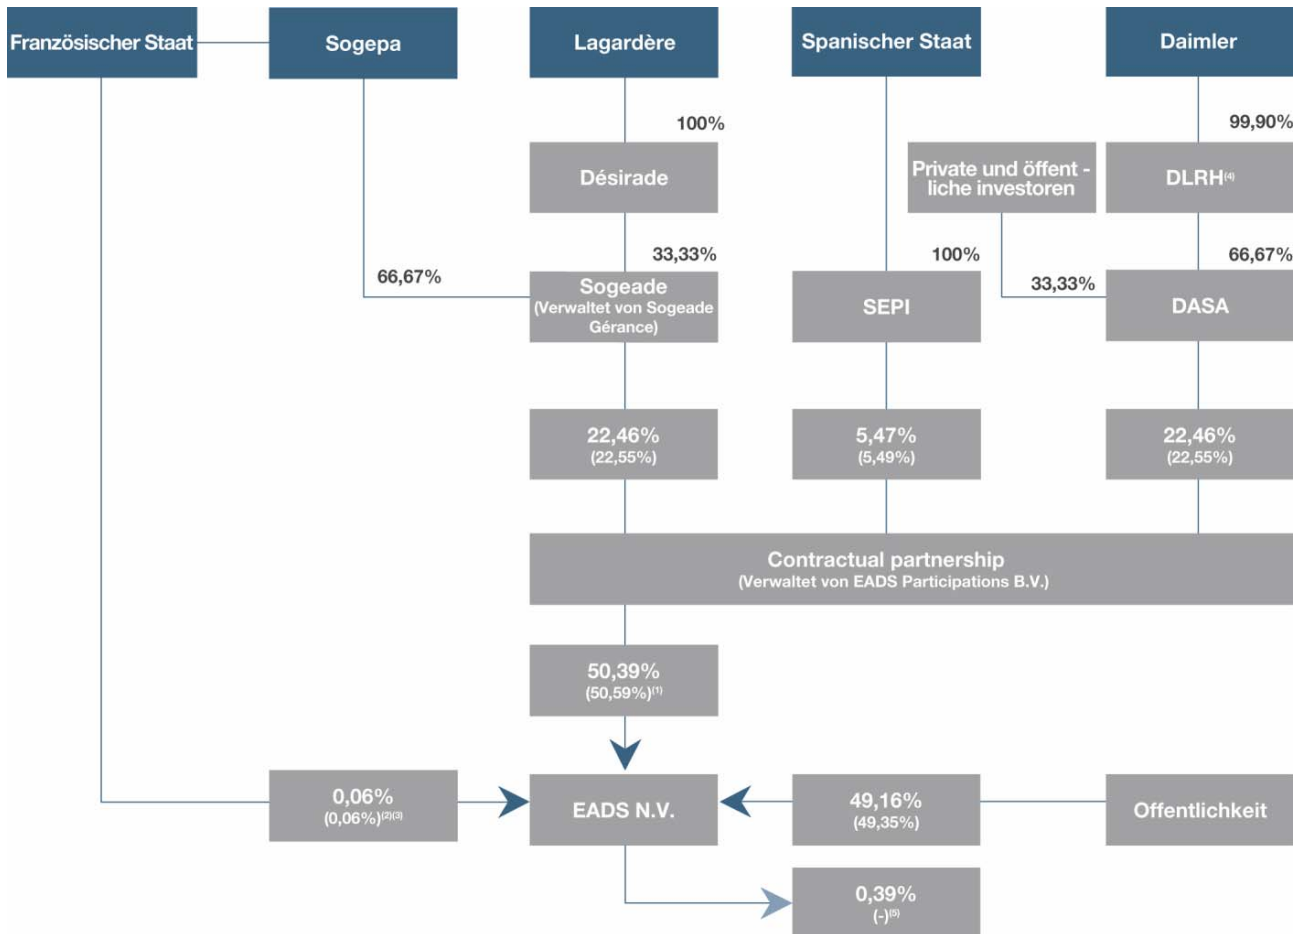 Französischer Staat
Sogepa
Lagardère
Spanischer Staat
Daimler
100%
99,90%
Désirade
Private und öffent -
liche investoren
DLRH(4)
33,33%
100%
66,67%
66,67%
33,33%
Sogeade
(Verwaltet von Sogeade
Gérance)
SEPI
DASA
22,46%
(22,55%)
5,47%
(5,49%)
22,46%
(22,55%)
Contractual partnership
(Verwaltet von EADS Participations B.V.)
50,39%
(50,59%)(1)
0,06%
(0,06%)(2)(3)
EADS N.V.
49,16%
(49,35%)
Offentlichkeit
0,39%
(-)(5)